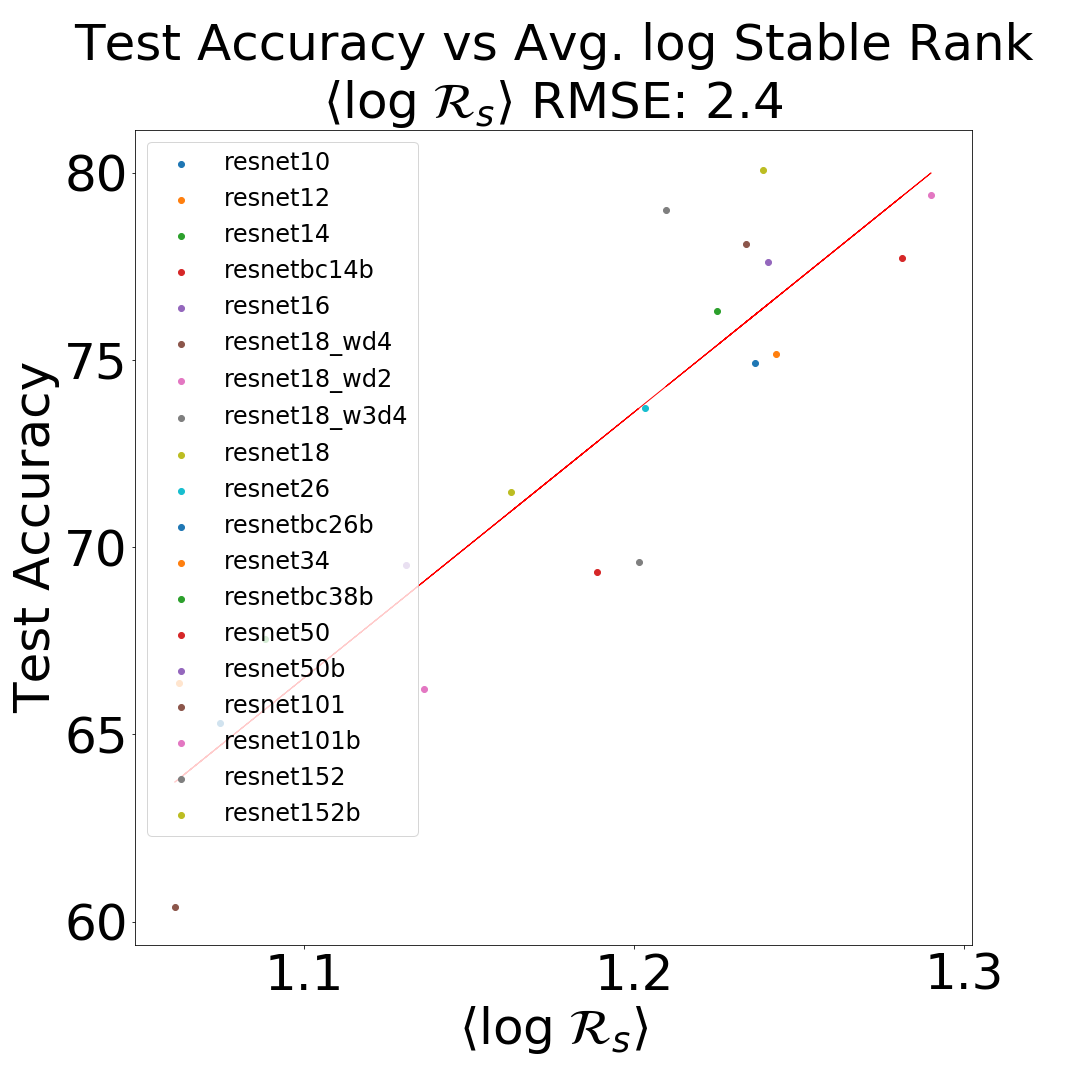 Test Accuracy vs Avg. log Stable Rank
⟨log ℛₛ⟩ RMSE: 2.4
80
75
70
65
60
Test Accuracy
resnet10
resnet12
resnet14
resnetbc14b
resnet16
resnet18_wd4
resnet18_wd2
resnet18_w3d4
resnet18
resnet26
resnetbc26b
resnet34
resnetbc38b
resnet50
resnet50b
resnet101
resnet101b
resnet152
resnet152b
1.1 1.2 1.3
⟨log ℛₛ⟩